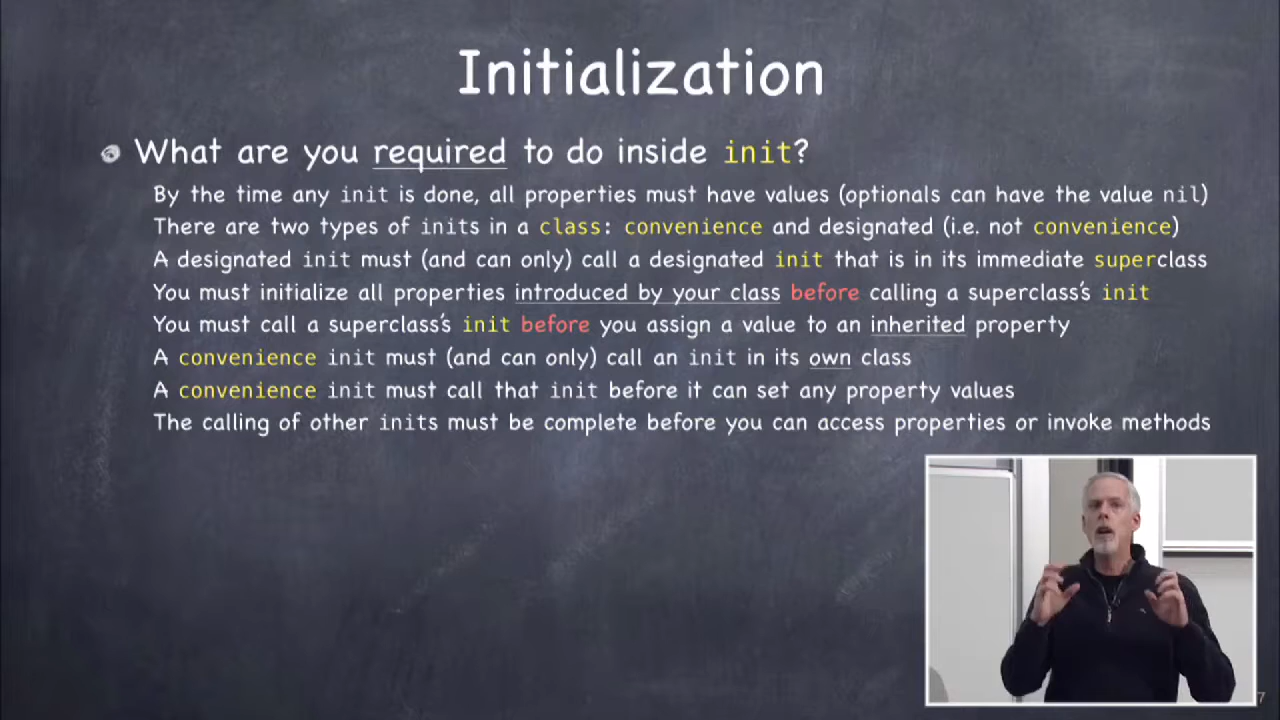 Initialization
What are you required to do inside init?
By the time any init is done, all properties must have values (optionals can have the value nil)
There are two types of inits in a class: convenience and designated (i.e. not convenience)
A designated init must (and can only) call a designated init that is in its immediate superclass
You must initialize all properties introduced by your class before calling a superclass's init
You must call a superclass's init before you assign a value to an inherited property
A convenience init must (and can only) call an init in its own class
A convenience init must call that init before it can set any property values
The calling of other inits must be complete before you can access properties or invoke methods